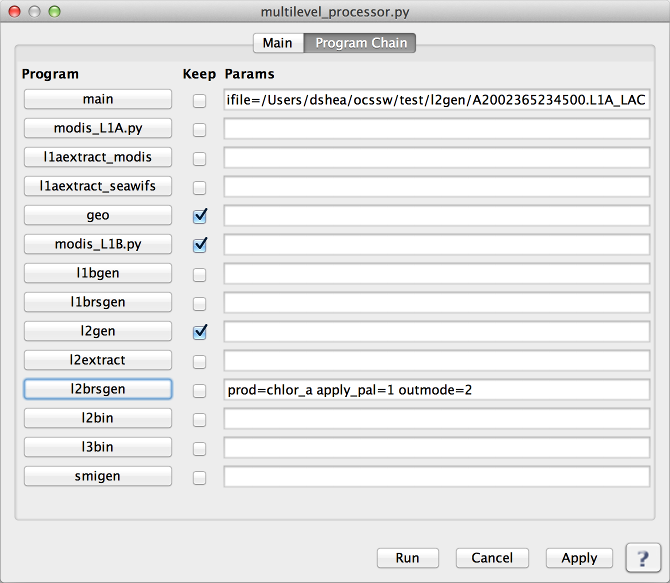 multilevel_processor.py
Main Program Chain
Program Keep Params
main ifile=/Users/dshea/ocssw/test/l2gen/A2002365234500.L1A_LAC
modis_L1A.py
l1aextract_modis
l1aextract_seawifs
geo
modis_L1B.py
l1bgen
l1brsgen
l2gen
l2extract
l2brsgen prod=chlor_a apply_pal=1 outmode=2
l2bin
l3bin
smigen
Run Cancel Apply ?